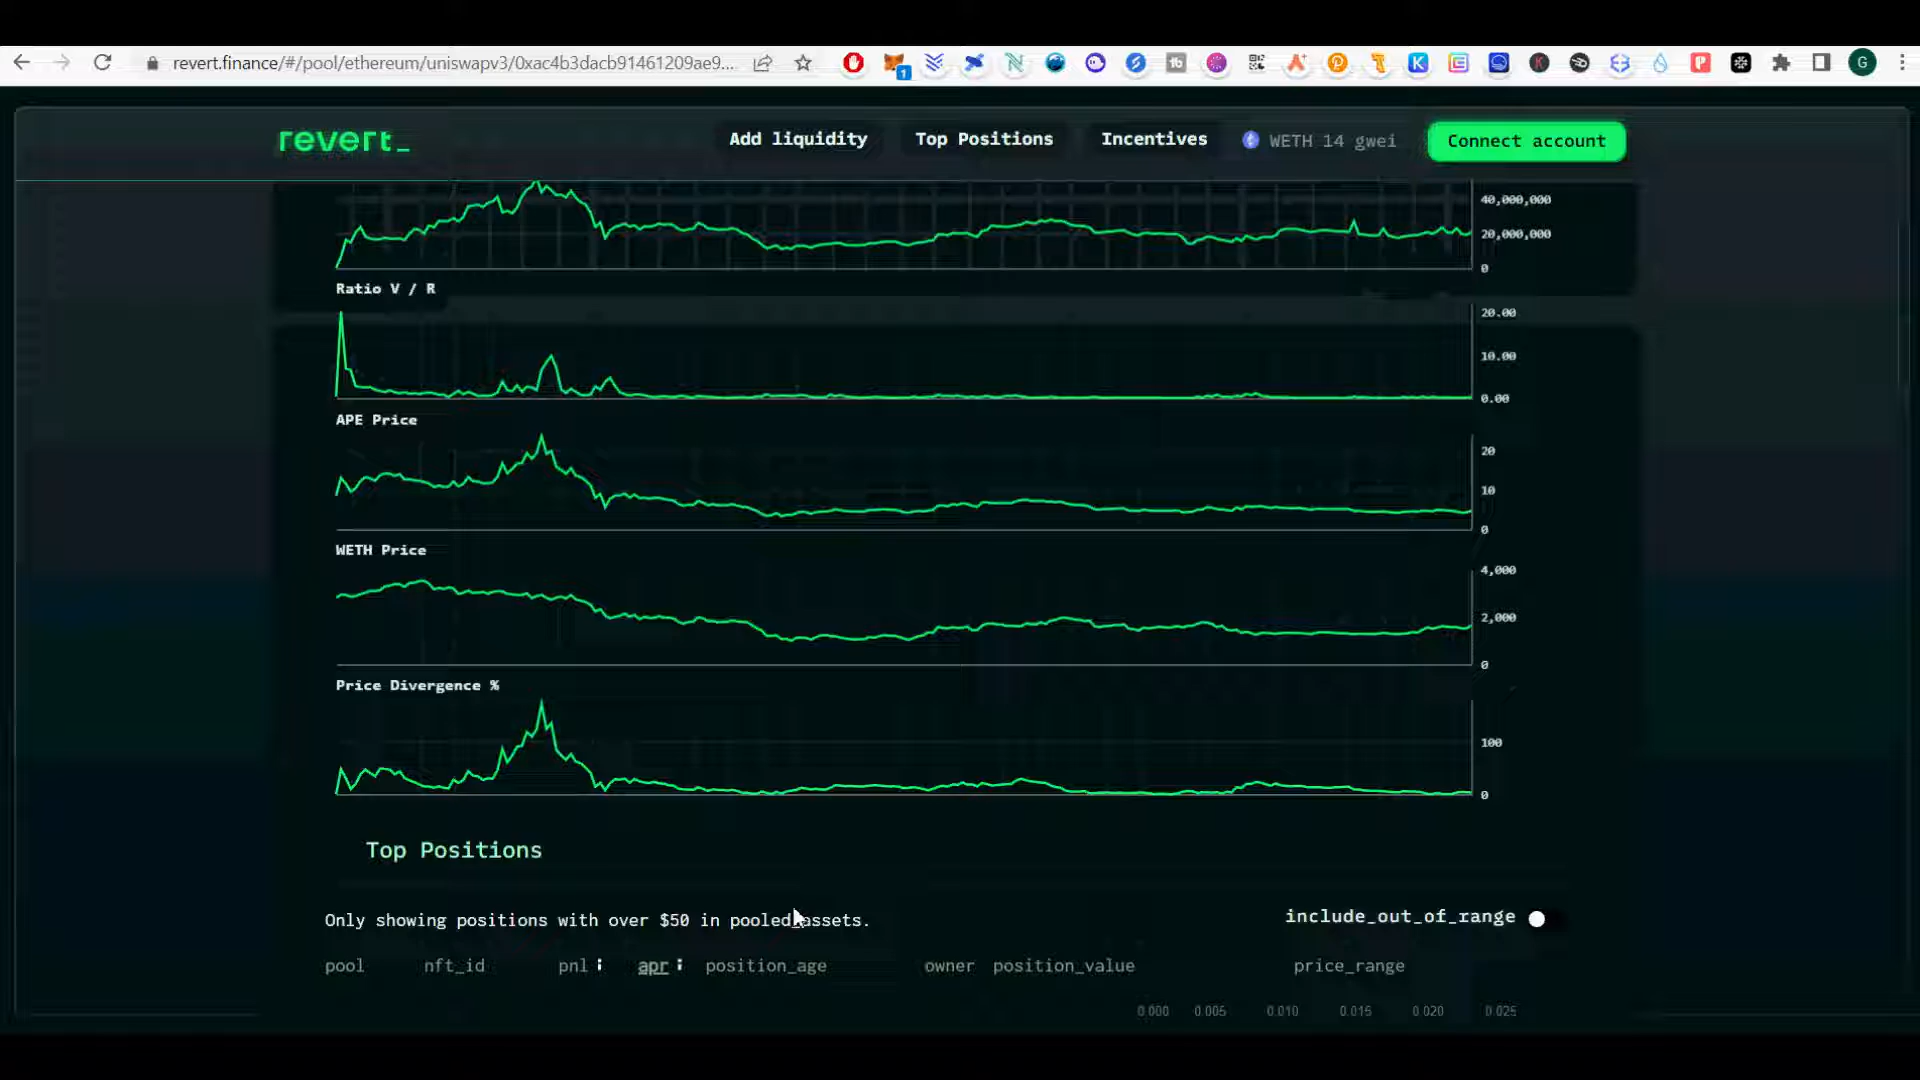 revert.finance/#/pool/ethereum/uniswapv3/0xac4b3dacb91461209ae9...
1
G
revert_
Add liquidity
Top Positions
Incentives
WETH 14 gwei
Connect account
40,000,000
20,000,000
0
Ratio V / R
20.00
10.00
0.00
APE Price
20
10
0
WETH Price
4,000
2,000
0
Price Divergence %
100
0
Top Positions
Only showing positions with over $50 in pooled assets.
include_out_of_range
pool nft_id pnl apr position_age owner position_value price_range
0.000 0.005 0.010 0.015 0.020 0.025